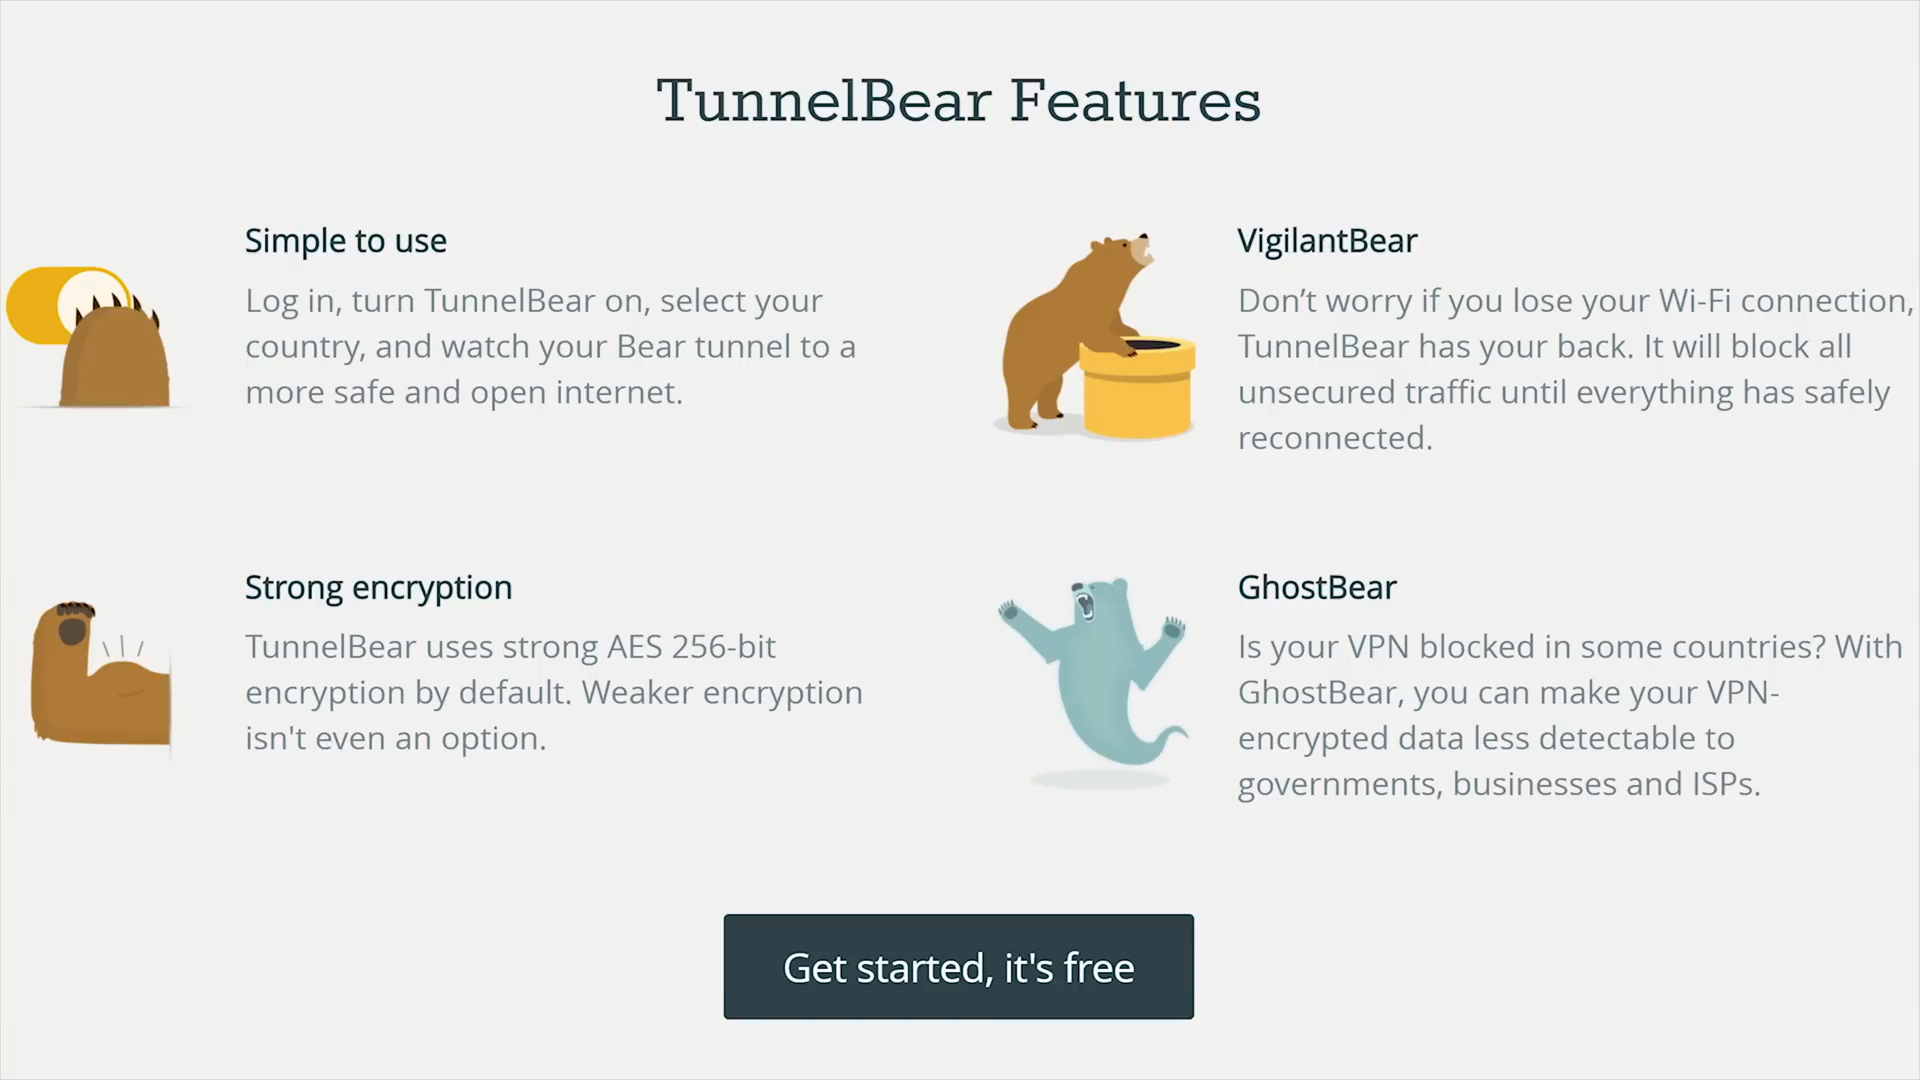 TunnelBear Features
Simple to use
Log in, turn TunnelBear on, select your
country, and watch your Bear tunnel to a
more safe and open internet.
VigilantBear
Don’t worry if you lose your Wi-Fi connection,
TunnelBear has your back. It will block all
unsecured traffic until everything has safely
reconnected.
Strong encryption
TunnelBear uses strong AES 256-bit
encryption by default. Weaker encryption
isn't even an option.
GhostBear
Is your VPN blocked in some countries? With
GhostBear, you can make your VPN-
encrypted data less detectable to
governments, businesses and ISPs.
Get started, it's free